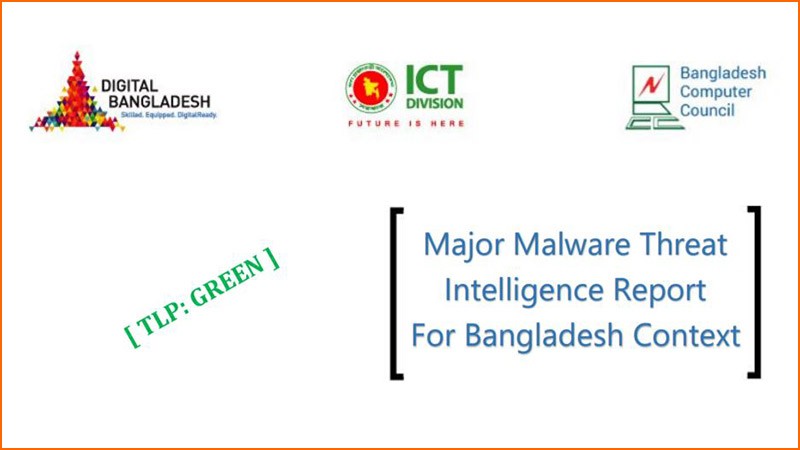 DIGITAL
BANGLADESH
Skilled. Equipped. DigitalReady.
ICT
DIVISION
FUTURE IS HERE
Bangladesh
Computer
Council
[ TLP: GREEN ]
Major Malware Threat
Intelligence Report
For Bangladesh Context